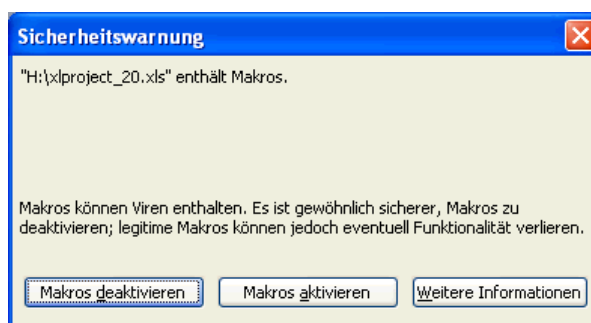 Sicherheitswarnung
"H:\xlproject_20.xls" enthält Makros.
Makros können Viren enthalten. Es ist gewöhnlich sicherer, Makros zu
deaktivieren; legitime Makros können jedoch eventuell Funktionalität verlieren.
Makros deaktivieren Makros aktivieren Weitere Informationen